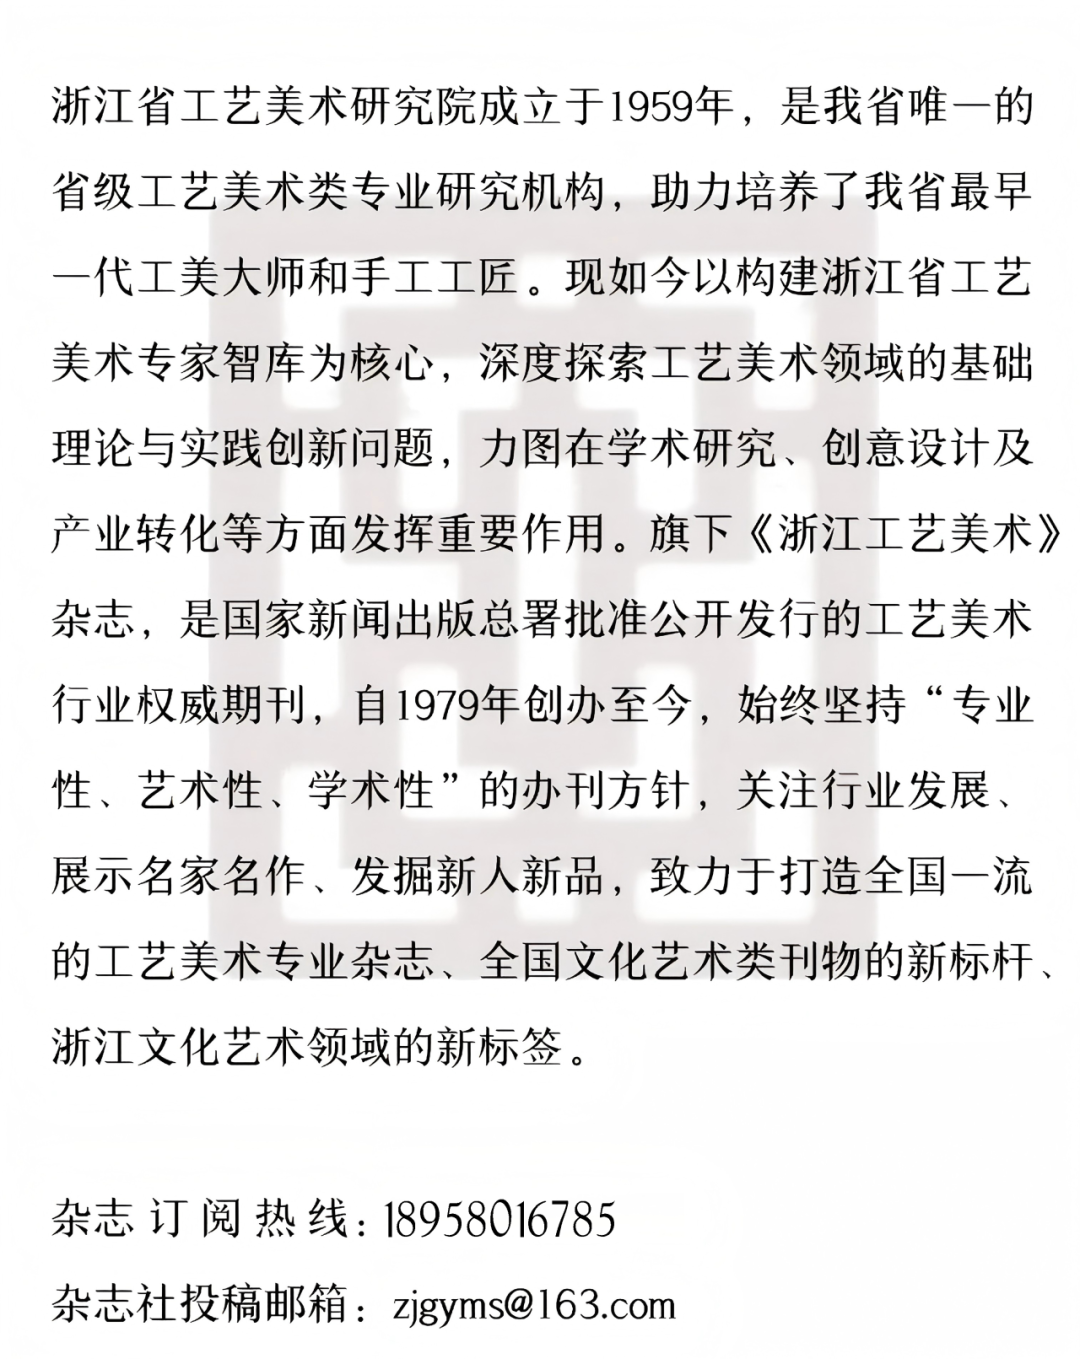 浙江省工艺美术研究院成立于1959年，是我省唯一的
省级工艺美术类专业研究机构，助力培养了我省最早
一代工美大师和手工工匠。现如今以构建浙江省工艺
美术专家智库为核心，深度探索工艺美术领域的基础
理论与实践创新问题，力图在学术研究、创意设计及
产业转化等方面发挥重要作用。旗下《浙江工艺美术》
杂志，是国家新闻出版总署批准公开发行的工艺美术
行业权威期刊，自1979年创办至今，始终坚持“专业
性、艺术性、学术性”的办刊方针，关注行业发展、
展示名家名作、发掘新人新品，致力于打造全国一流
的工艺美术专业杂志、全国文化艺术类刊物的新标杆、
浙江文化艺术领域的新标签。
杂志订阅热线：18958016785
杂志社投稿邮箱：zjgyms@163.com